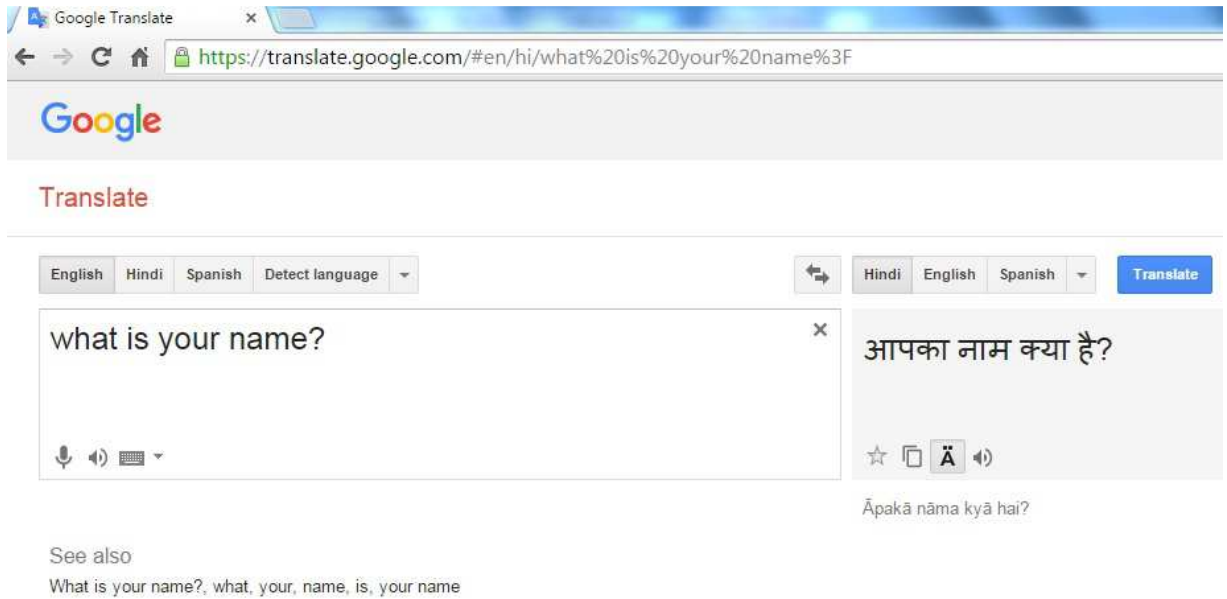 Google Translate
https://translate.google.com/#en/hi/what%20is%20your%20name%3F
Google
Translate
English Hindi Spanish Detect language Hindi English Spanish Translate
what is your name?
आपका नाम क्या है?
Ä
Āpakā nāma kyā hai?
See also
What is your name?, what, your, name, is, your name